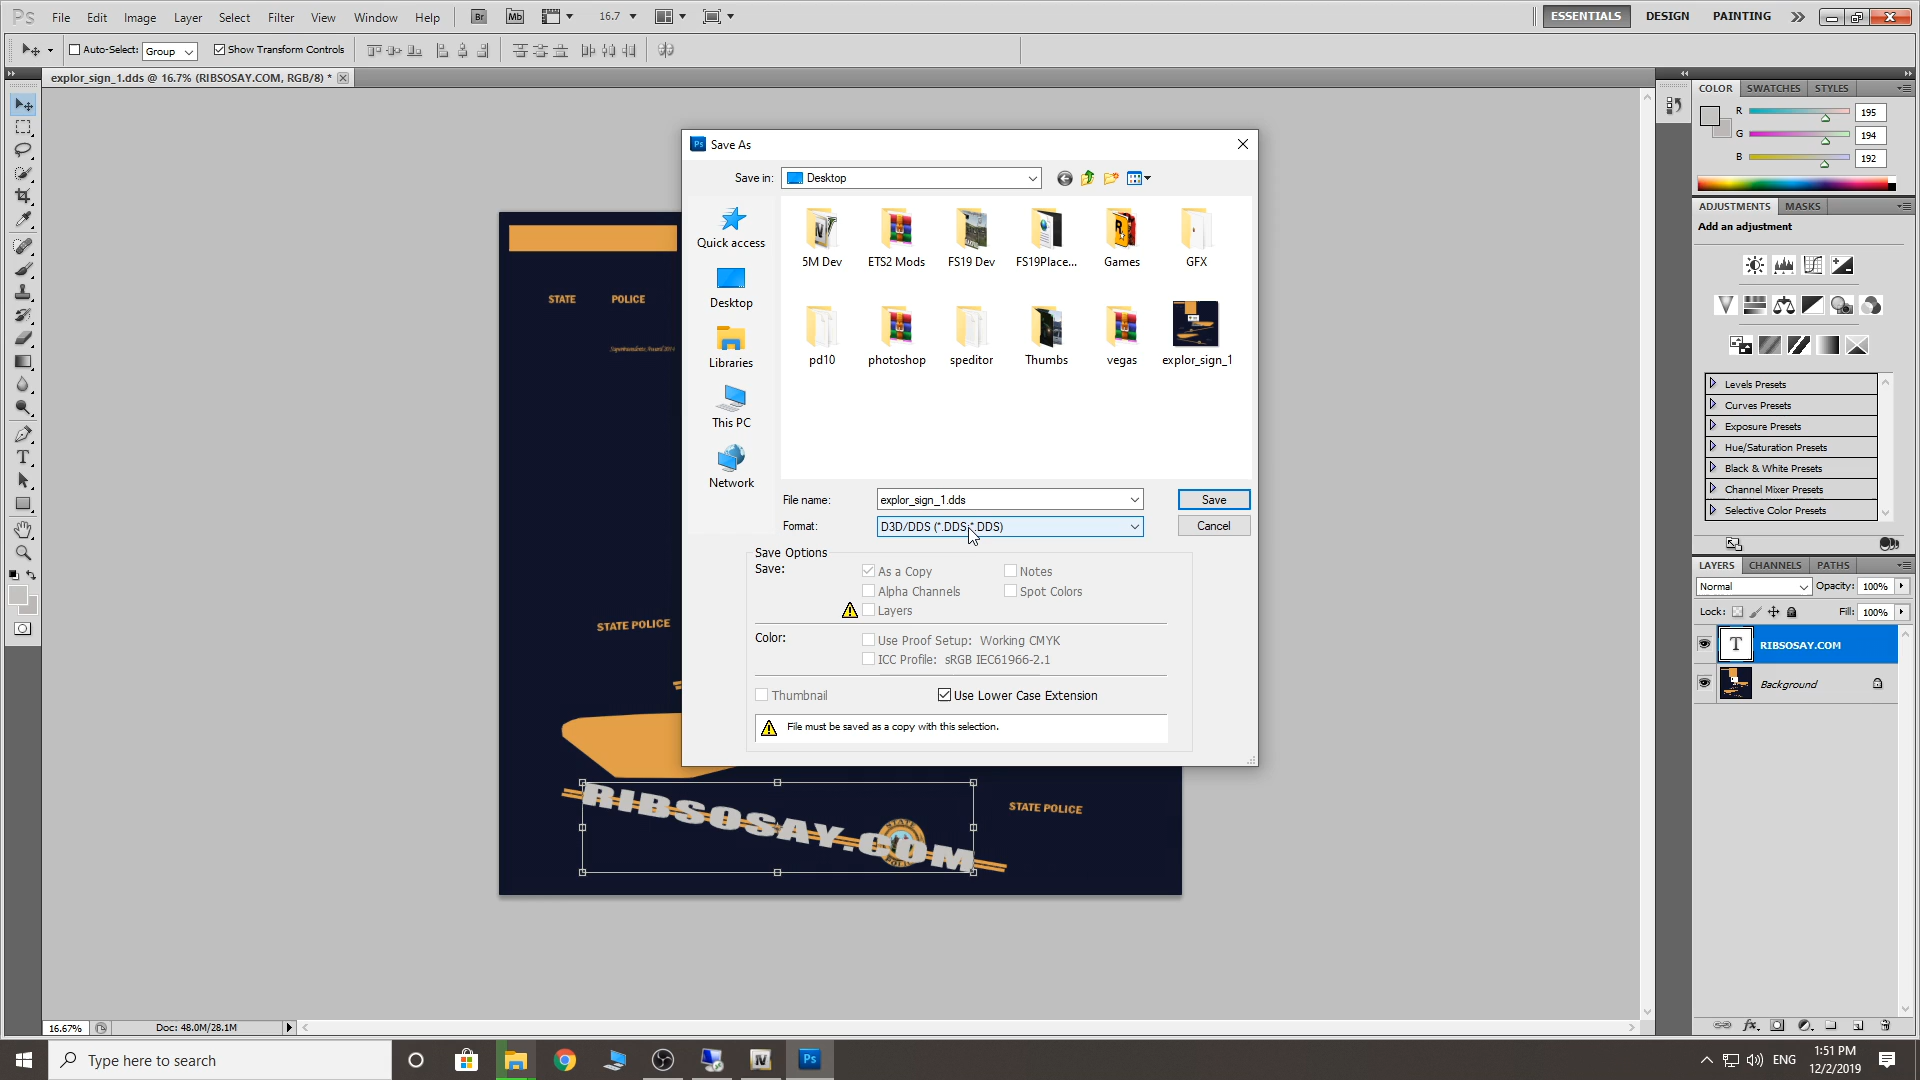 Ps File Edit Image Layer Select Filter View Window Help Br Mb 16.7 ESSENTIALS DESIGN PAINTING
Auto-Select: Group Show Transform Controls
explor_sign_1.dds @ 16.7% (RIBSOSAY.COM, RGB/8) *
STATE POLICE
STATE POLICE
RIBSOSAY.COM
STATE
POLICE
STATE POLICE
Save As
Save in: Desktop
Quick access
Desktop
Libraries
This PC
Network
5M Dev ETS2 Mods FS19 Dev FS19Place... Games GFX
pd10 photoshop speditor Thumbs vegas explor_sign_1
File name: explor_sign_1.dds Save
Format: D3D/DDS (*.DDS;*.DDS) Cancel
Save Options
Save: As a Copy Notes
Alpha Channels Spot Colors
Layers
Color: Use Proof Setup: Working CMYK
ICC Profile: sRGB IEC61966-2.1
Thumbnail Use Lower Case Extension
File must be saved as a copy with this selection.
COLOR SWATCHES STYLES
R 195
G 194
B 192
ADJUSTMENTS MASKS
Add an adjustment
Levels Presets
Curves Presets
Exposure Presets
Hue/Saturation Presets
Black & White Presets
Channel Mixer Presets
Selective Color Presets
LAYERS CHANNELS PATHS
Normal Opacity: 100%
Lock: Fill: 100%
T RIBSOSAY.COM
Background
16.67% Doc: 48.0M/28.1M
Type here to search
Ps
ENG 1:51 PM
12/2/2019